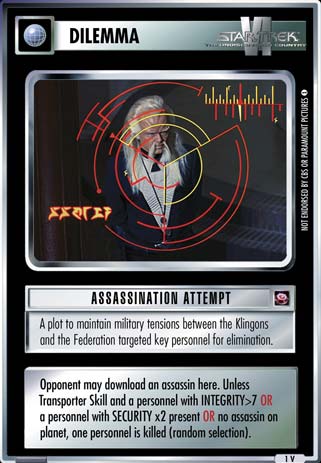 DILEMMA
STAR TREK
VI
THE UNDISCOVERED COUNTRY
NOT ENDORSED BY CBS OR PARAMOUNT PICTURES
ASSASSINATION ATTEMPT
A plot to maintain military tensions between the Klingons
and the Federation targeted key personnel for elimination.
Opponent may download an assassin here. Unless
Transporter Skill and a personnel with INTEGRITY>7 OR
a personnel with SECURITY x2 present OR no assassin on
planet, one personnel is killed (random selection).
1 V